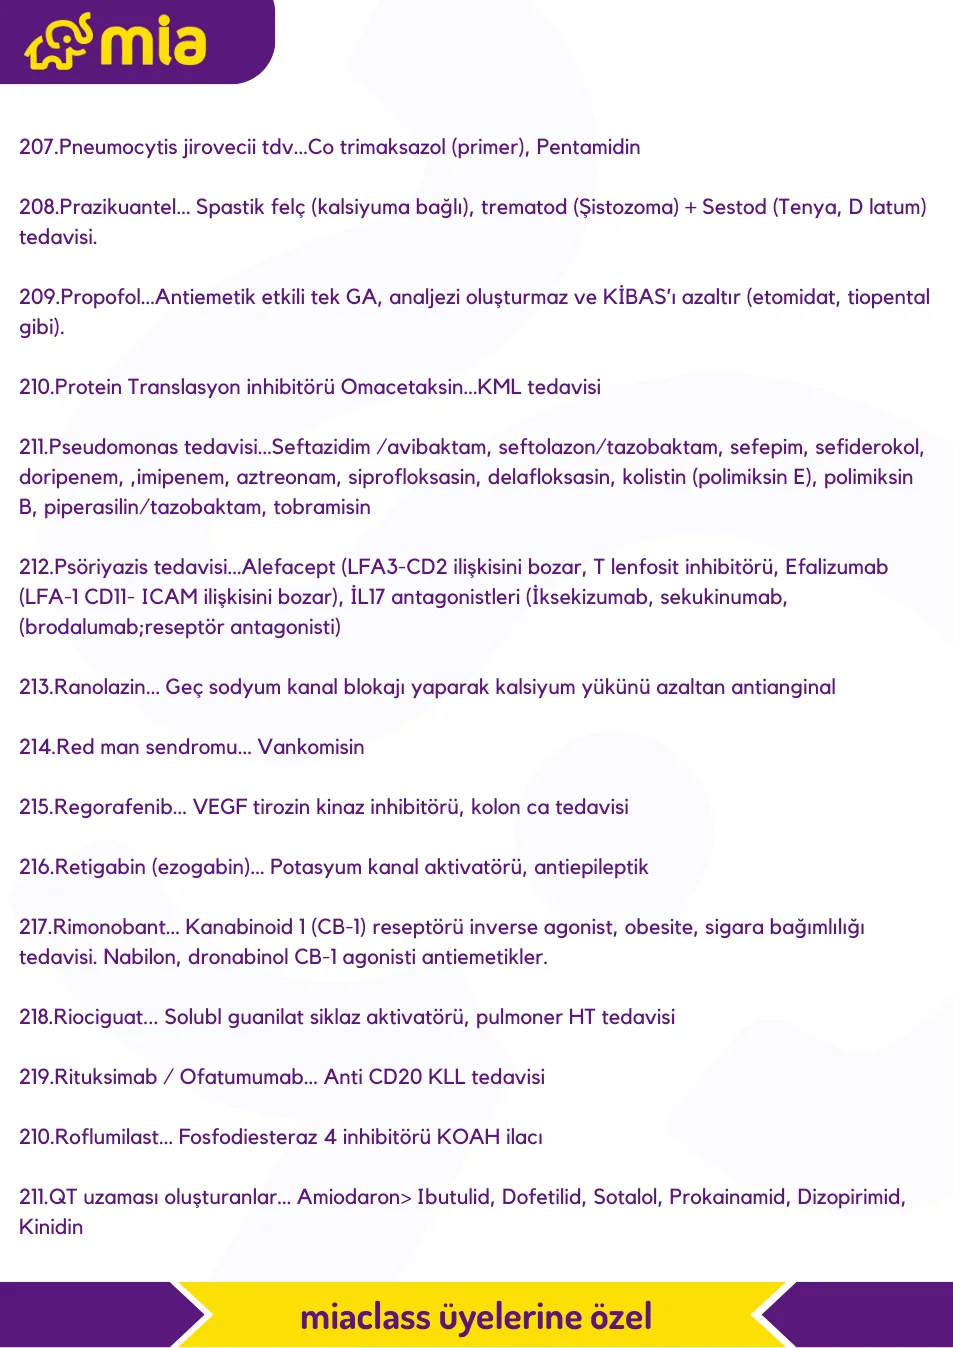 mia
207.Pneumocytis jirovecii tdv...Co trimaksazol (primer), Pentamidin
208.Prazikuantel... Spastik felç (kalsiyuma bağlı), trematod (Şistozoma) + Sestod (Tenya, D latum)
tedavisi.
209.Propofol...Antiemetik etkili tek GA, analjezi oluşturmaz ve KİBAS'ı azaltır (etomidat, tiopental
gibi).
210.Protein Translasyon inhibitörü Omacetaksin...KML tedavisi
211.Pseudomonas tedavisi...Seftazidim /avibaktam, seftolazon/tazobaktam, sefepim, sefiderokol,
doripenem, ,imipenem, aztreonam, siprofloksasin, delafloksasin, kolistin (polimiksin E), polimiksin
B, piperasilin/tazobaktam, tobramisin
212.Psöriyazis tedavisi...Alefacept (LFA3-CD2 ilişkisini bozar, T lenfosit inhibitörü, Efalizumab
(LFA-1 CD11- ICAM ilişkisini bozar), İL17 antagonistleri (İksekizumab, sekukinumab,
(brodalumab;reseptör antagonisti)
213.Ranolazin... Geç sodyum kanal blokajı yaparak kalsiyum yükünü azaltan antianginal
214.Red man sendromu... Vankomisin
215.Regorafenib... VEGF tirozin kinaz inhibitörü, kolon ca tedavisi
216.Retigabin (ezogabin)... Potasyum kanal aktivatörü, antiepileptik
217.Rimonobant... Kanabinoid 1 (CB-1) reseptörü inverse agonist, obesite, sigara bağımlılığı
tedavisi. Nabilon, dronabinol CB-1 agonisti antiemetikler.
218.Riociguat... Solubl guanilat siklaz aktivatörü, pulmoner HT tedavisi
219.Rituksimab / Ofatumumab... Anti CD20 KLL tedavisi
210.Roflumilast... Fosfodiesteraz 4 inhibitörü KOAH ilacı
211.QT uzaması oluşturanlar... Amiodaron> Ibutulid, Dofetilid, Sotalol, Prokainamid, Dizopirimid,
Kinidin
miaclass üyelerine özel